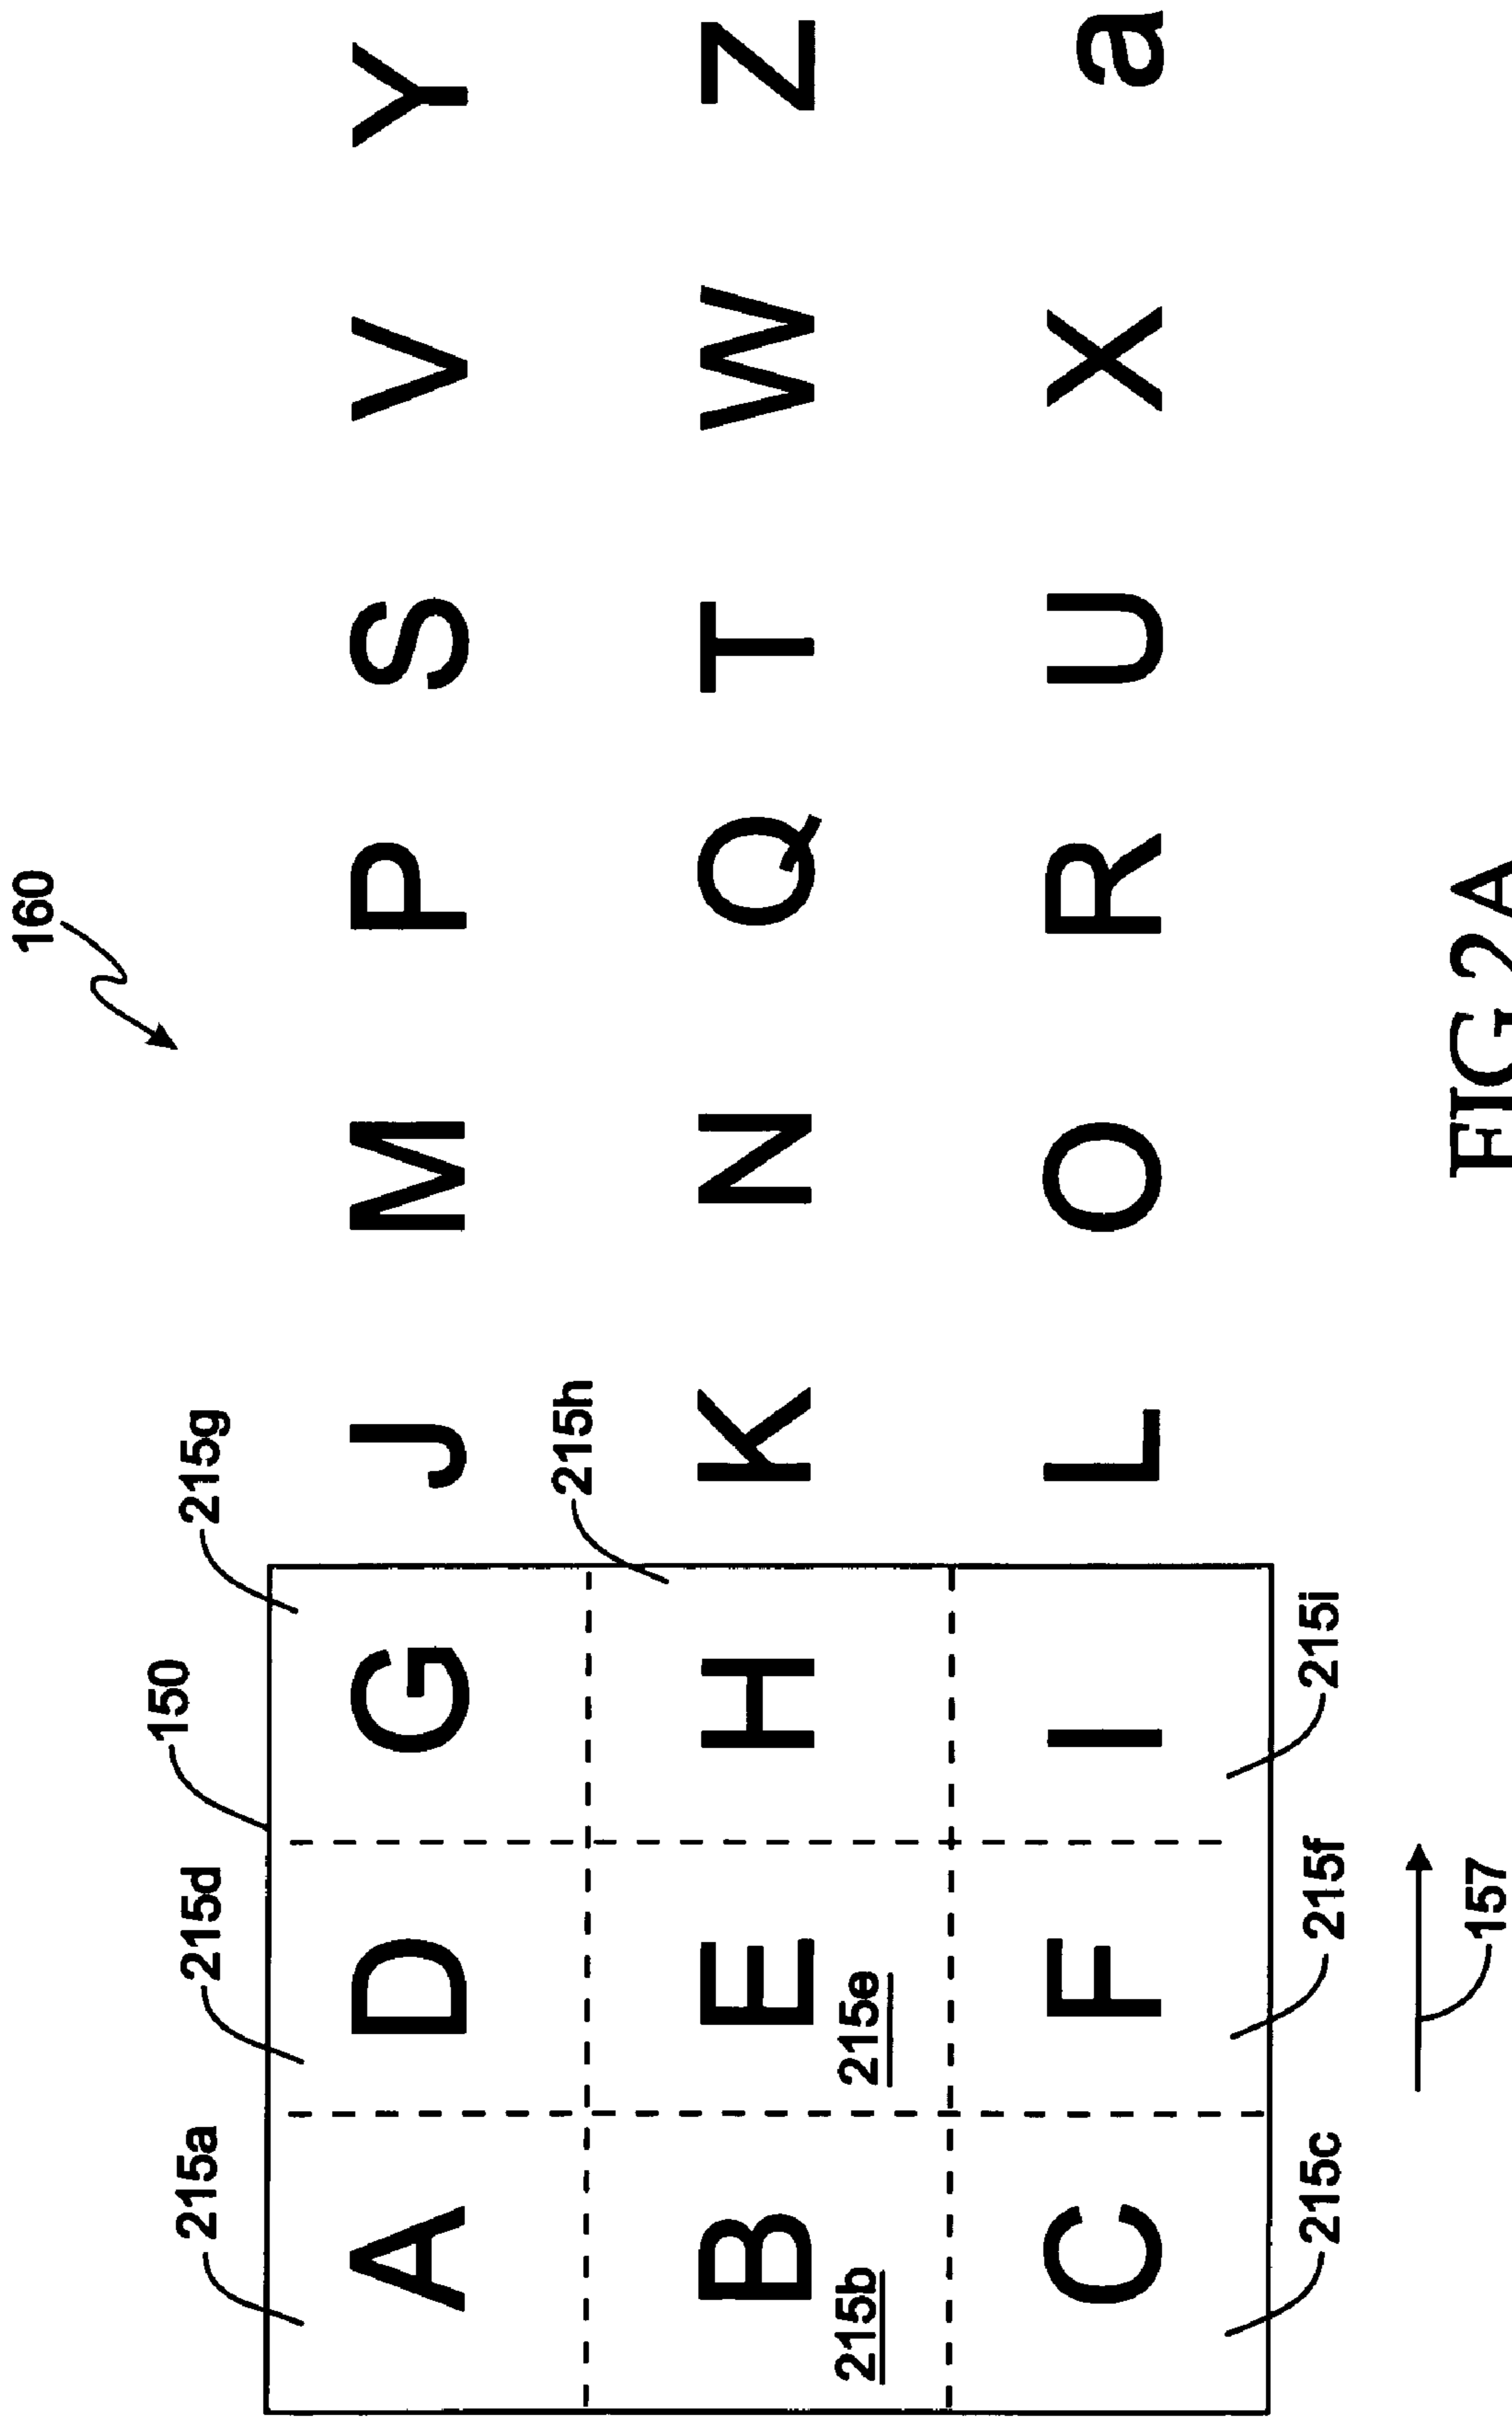 160
215a 215d 150 215g
A D G J M P S V Y
215h
B E H K N Q T W Z
215b 215e
C F I L O R U X a
215c 215f 215i
157
FIG 2A